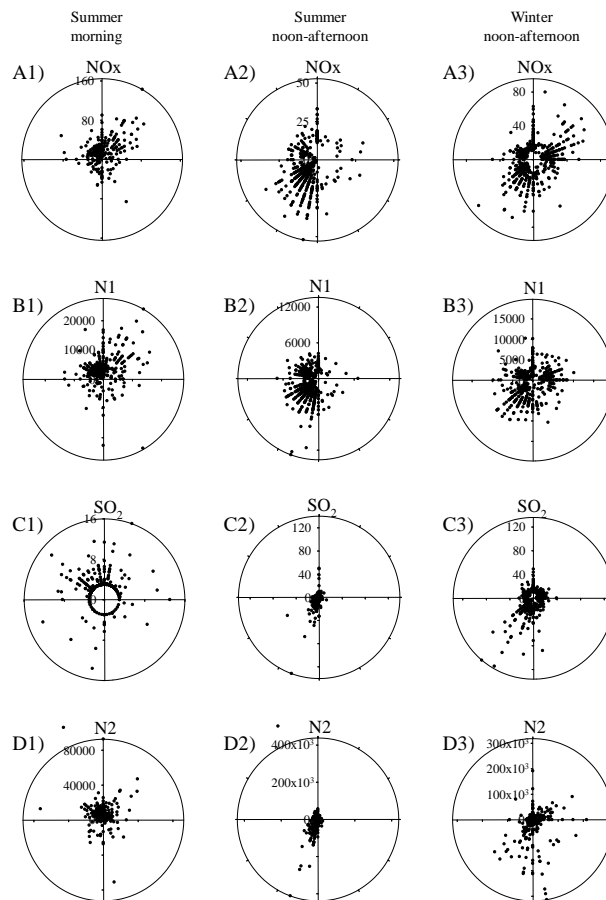 Summer
morning
Summer
noon-afternoon
Winter
noon-afternoon
A1)
NOx
160
80
A2)
NOx
50
25
A3)
NOx
80
40
B1)
N1
20000
10000
B2)
N1
12000
6000
B3)
N1
15000
10000
5000
C1)
SO2
16
8
0
C2)
SO2
120
80
40
C3)
SO2
120
80
40
D1)
N2
80000
40000
D2)
N2
400x10³
200x10³
0
D3)
N2
300x10³
200x10³
100x10³
0